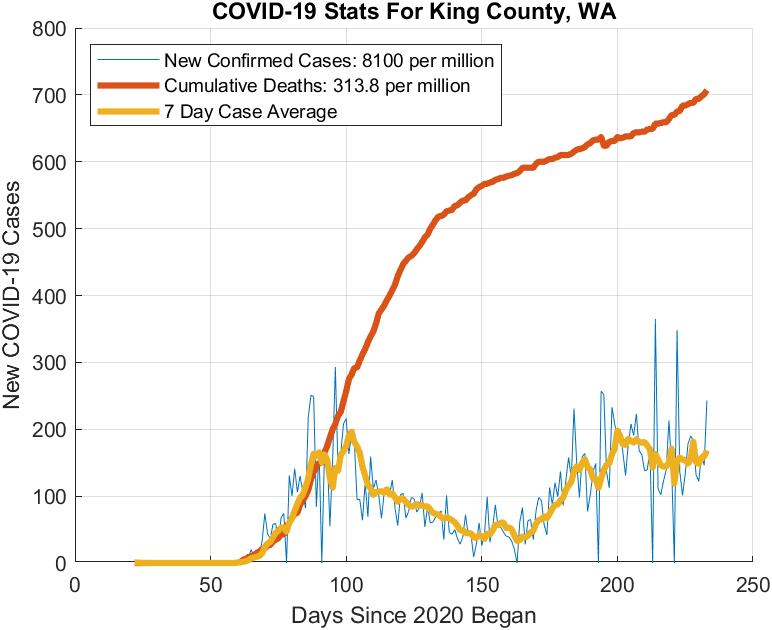 COVID-19 Stats For King County, WA
New Confirmed Cases: 8100 per million
Cumulative Deaths: 313.8 per million
7 Day Case Average
New COVID-19 Cases
800
700
600
500
400
300
200
100
0
0 50 100 150 200 250
Days Since 2020 Began